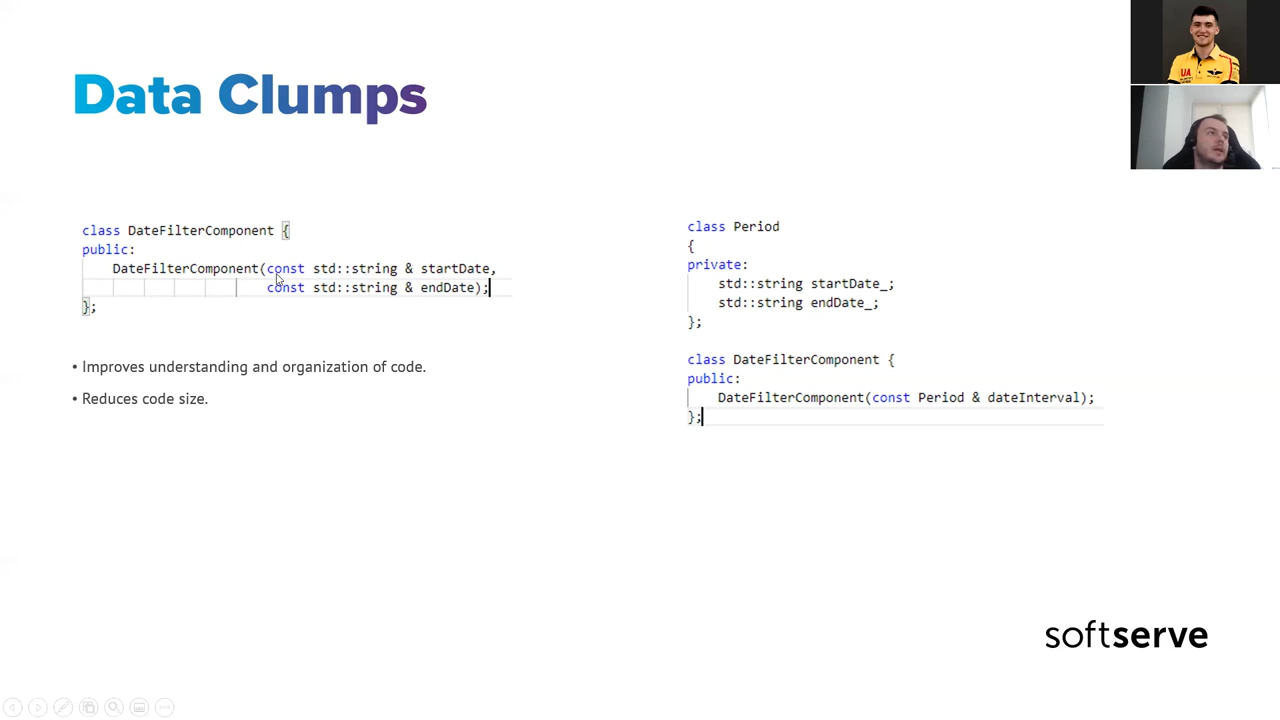 Data Clumps
class DateFilterComponent {
public:
DateFilterComponent(const std::string & startDate,
const std::string & endDate);
};
• Improves understanding and organization of code.
• Reduces code size.
class Period
{
private:
std::string startDate_;
std::string endDate_;
};
class DateFilterComponent {
public:
DateFilterComponent(const Period & dateInterval);
};
softserve
UA